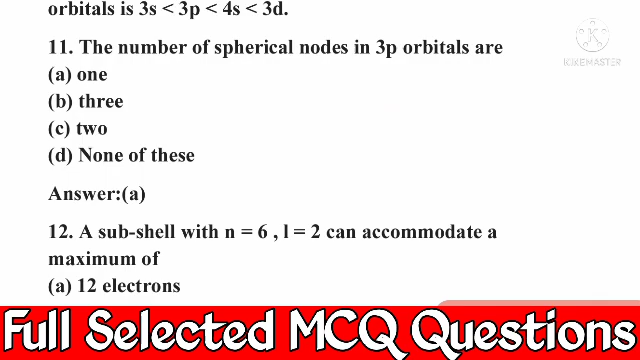 orbitals is 3s < 3p < 4s < 3d.
11. The number of spherical nodes in 3p orbitals are
(a) one
(b) three
(c) two
(d) None of these
Answer:(a)
12. A sub-shell with n = 6 , l = 2 can accommodate a
maximum of
(a) 12 electrons
KINEMASTER
Full Selected MCQ Questions